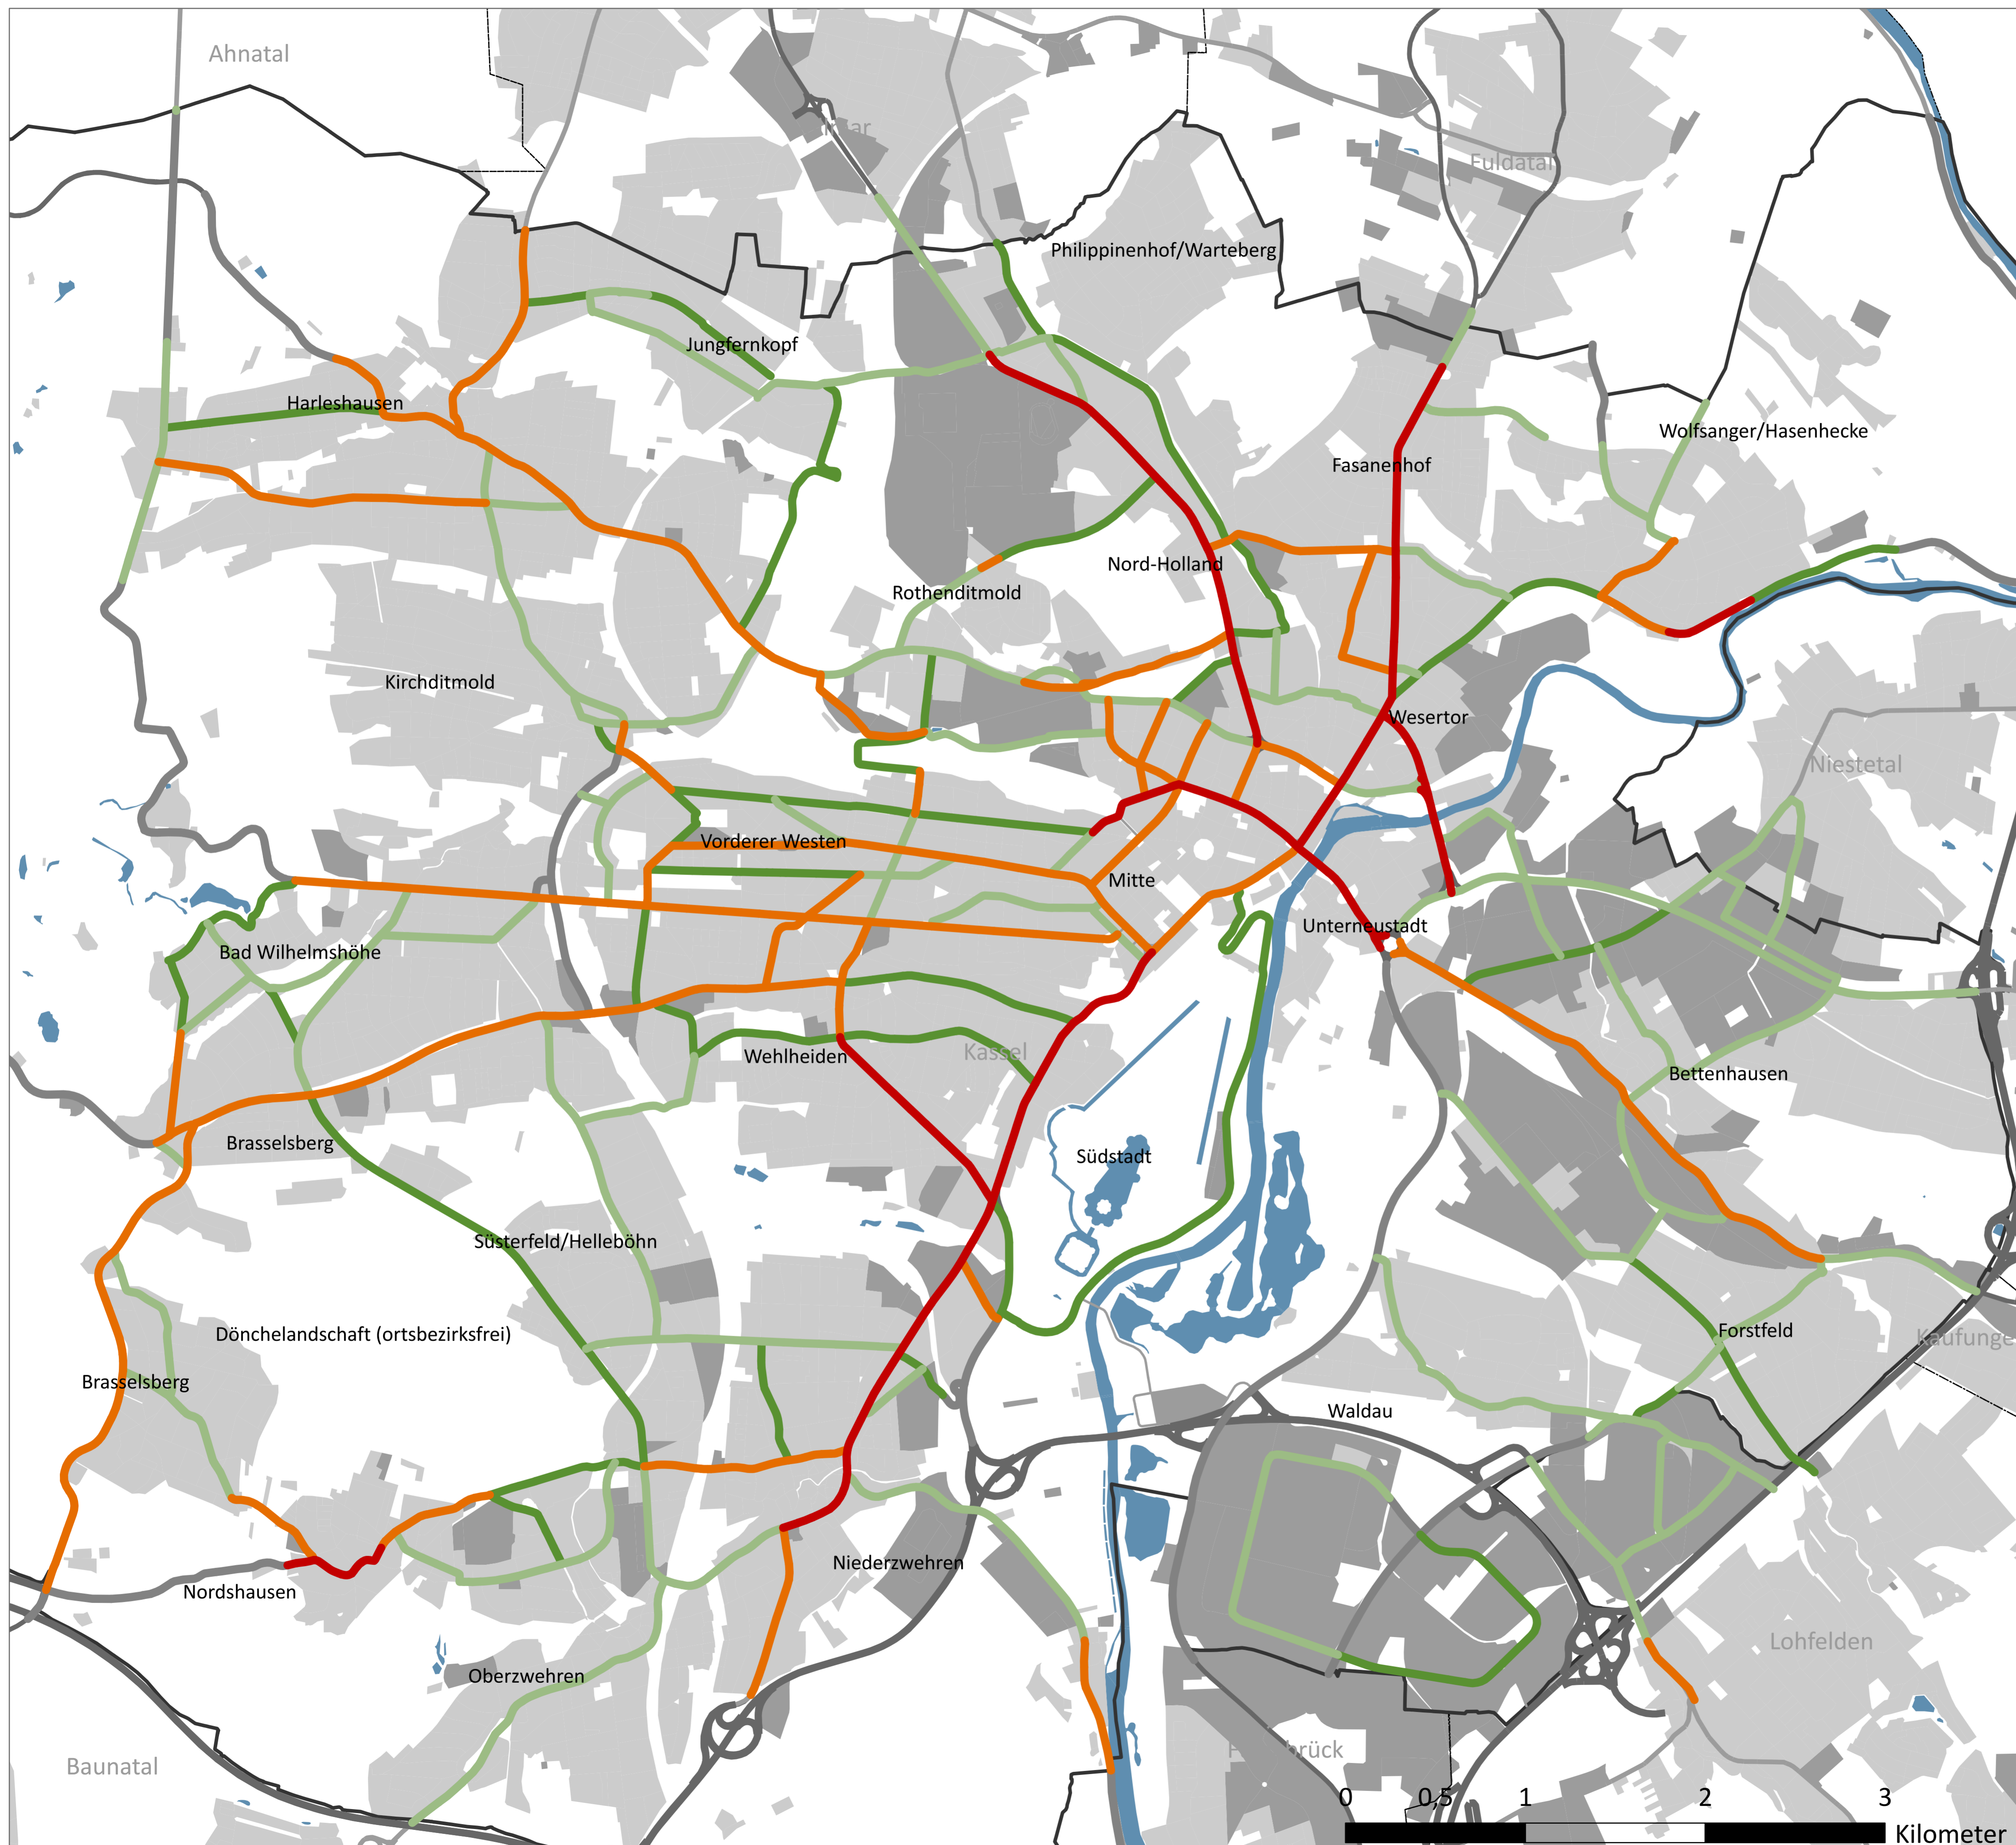 Ahnatal
Fuldatal
Philippinenhof/Warteberg
Jungfernkopf
Harleshausen
Wolfsanger/Hasenhecke
Fasanenhof
Nord-Holland
Rothenditmold
Kirchditmold
Wesertor
Niestetal
Vorderer Westen
Mitte
Unterneustadt
Bad Wilhelmshöhe
Kassel
Wehlheiden
Bettenhausen
Brasselsberg
Südstadt
Süsterfeld/Helleböhn
Dönchelandschaft (ortsbezirksfrei)
Forstfeld
Kaufunge
Brasselsberg
Waldau
Niederzwehren
Nordshausen
Lohfelden
Oberzwehren
Baunatal
0 0,5 1 2 3
Kilometer